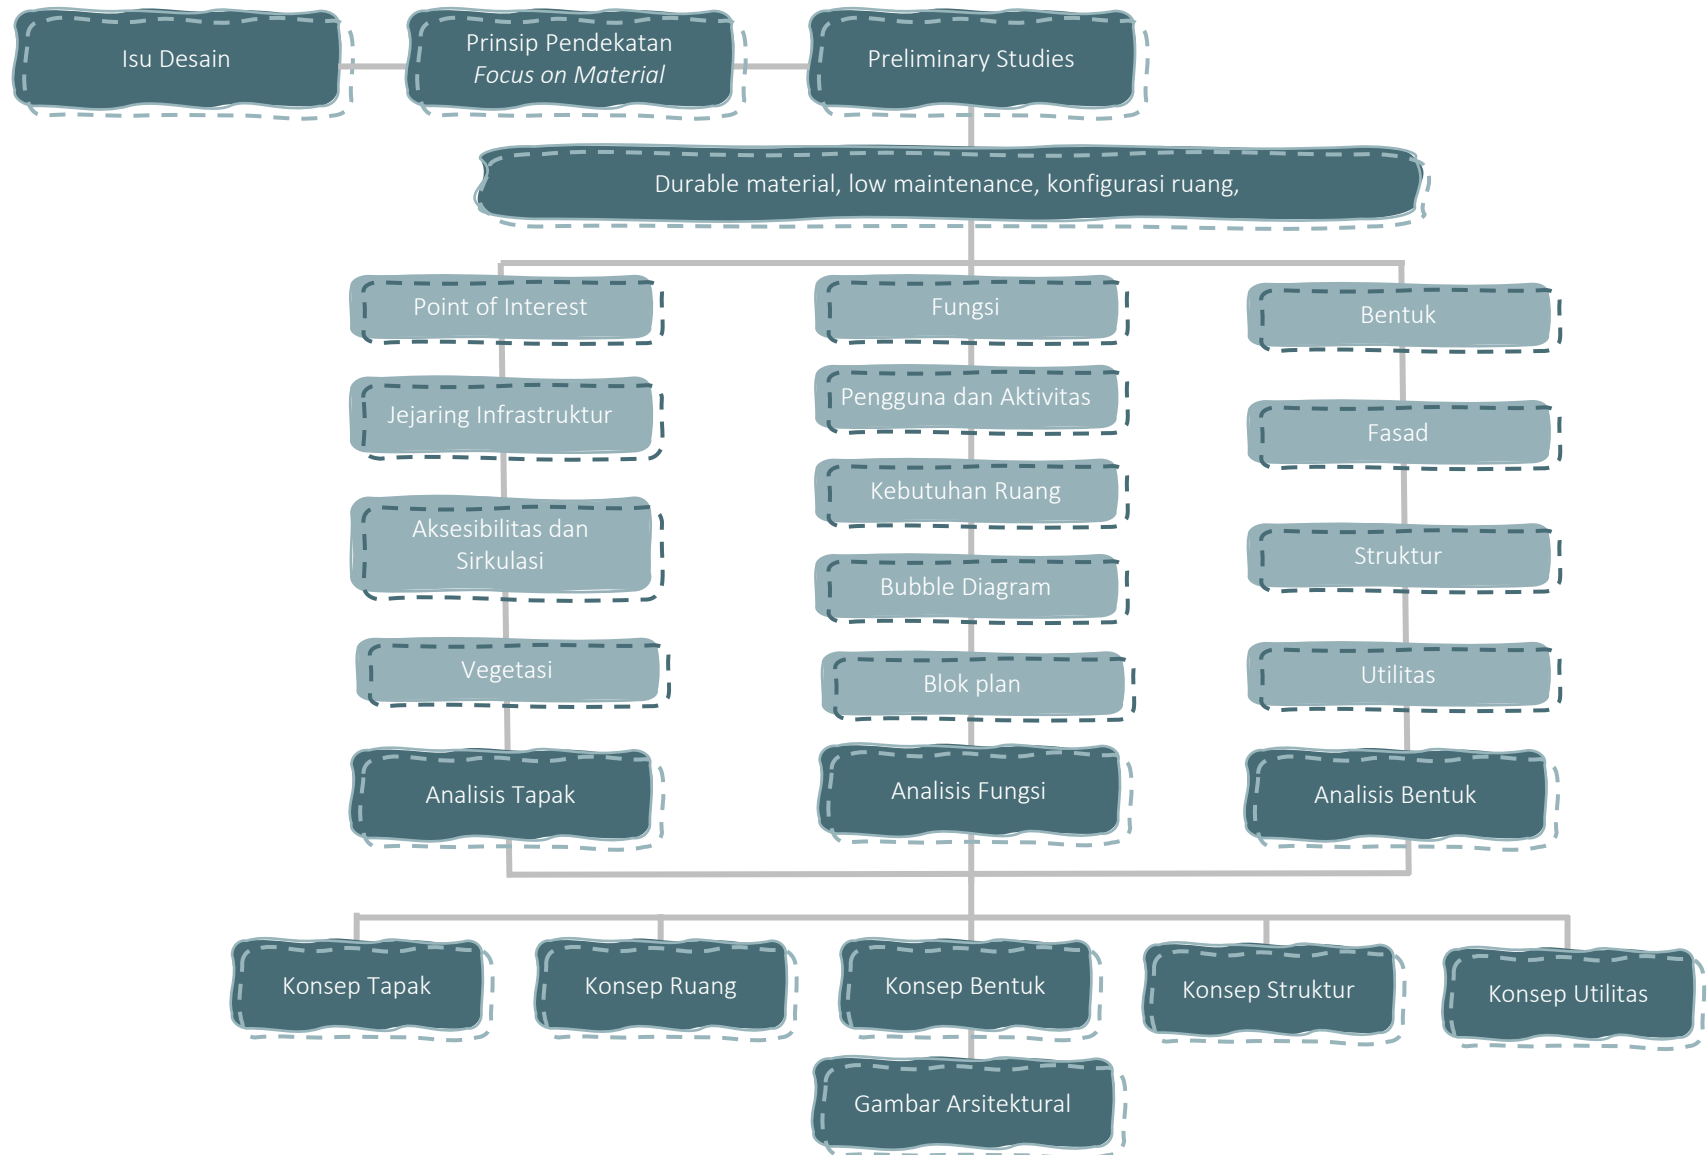 Isu Desain
Prinsip Pendekatan
Focus on Material
Preliminary Studies
Durable material, low maintenance, konfigurasi ruang,
Point of Interest
Jejaring Infrastruktur
Aksesibilitas dan
Sirkulasi
Vegetasi
Analisis Tapak
Fungsi
Pengguna dan Aktivitas
Kebutuhan Ruang
Bubble Diagram
Blok plan
Analisis Fungsi
Bentuk
Fasad
Struktur
Utilitas
Analisis Bentuk
Konsep Tapak
Konsep Ruang
Konsep Bentuk
Konsep Struktur
Konsep Utilitas
Gambar Arsitektural